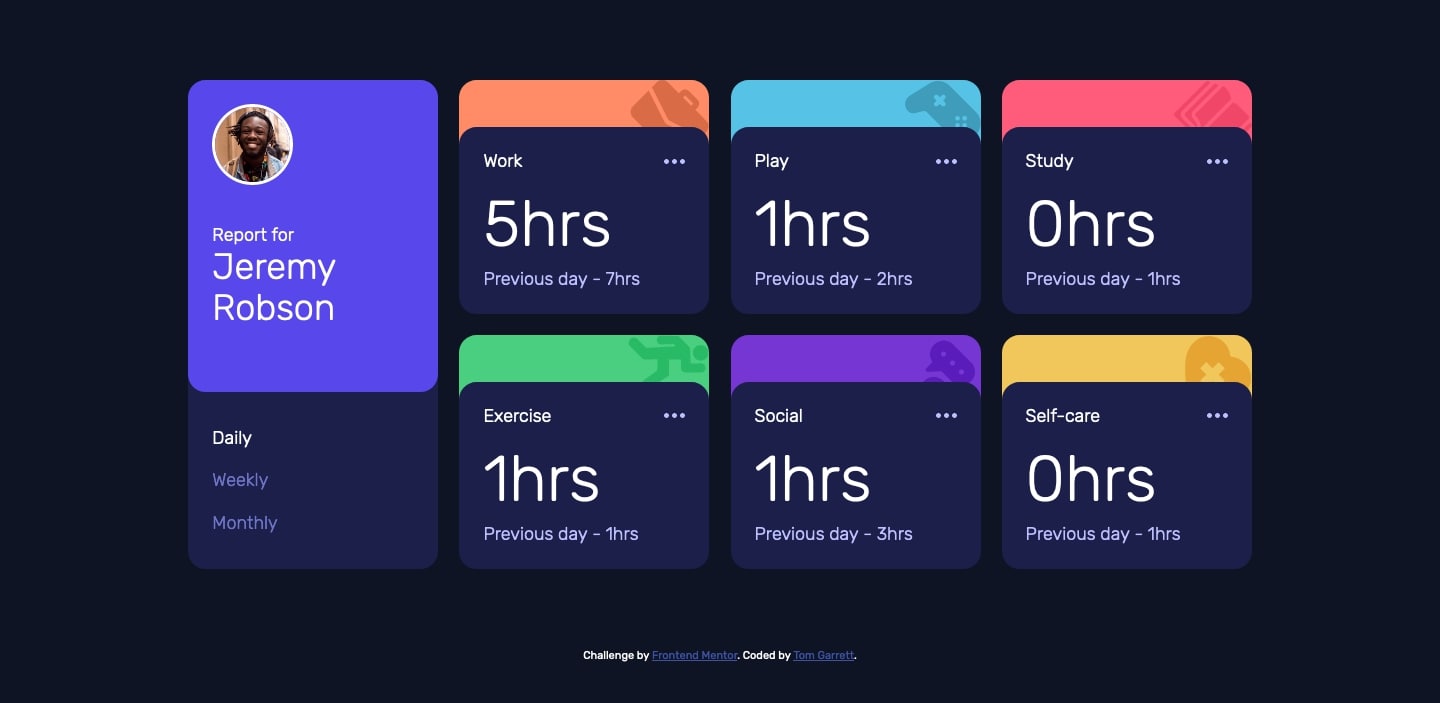 Report for
Jeremy
Robson
Daily
Weekly
Monthly
Work
5hrs
Previous day - 7hrs
Play
1hrs
Previous day - 2hrs
Study
0hrs
Previous day - 1hrs
Exercise
1hrs
Previous day - 1hrs
Social
1hrs
Previous day - 3hrs
Self-care
0hrs
Previous day - 1hrs
Challenge by Frontend Mentor. Coded by Tom Garrett.